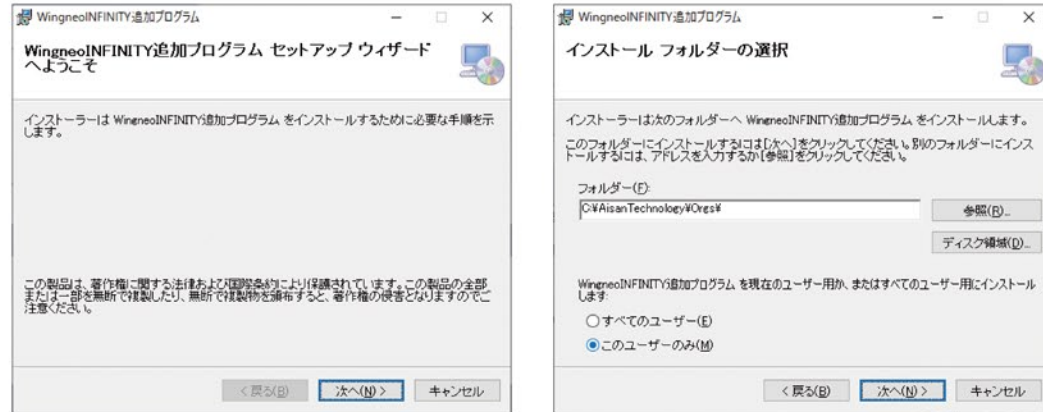 WingneoINFINITY追加プログラム
WingneoINFINITY追加プログラム セットアップ ウィザード
へようこそ
インストーラーは WingneoINFINITY追加プログラム をインストールするために必要な手順を示
します。
この製品は、著作権に関する法律および国際条約により保護されています。この製品の全部
または一部を無断で複製したり、無断で複製物を頒布すると、著作権の侵害となりますのでご
注意ください。
< 戻る(B)
次へ(N) >
キャンセル
WingneoINFINITY追加プログラム
インストール フォルダーの選択
インストーラーは次のフォルダーへ WingneoINFINITY追加プログラム をインストールします。
このフォルダーにインストールするには[次へ]をクリックしてください。別のフォルダーにインス
トールするには、アドレスを入力するか[参照]をクリックしてください。
フォルダー(F):
C:¥AisanTechnology¥Orgs¥
参照(R)...
ディスク領域(D)...
WingneoINFINITY追加プログラム を現在のユーザー用か、またはすべてのユーザー用にインストール
します:
すべてのユーザー(E)
このユーザーのみ(M)
< 戻る(B)
次へ(N) >
キャンセル